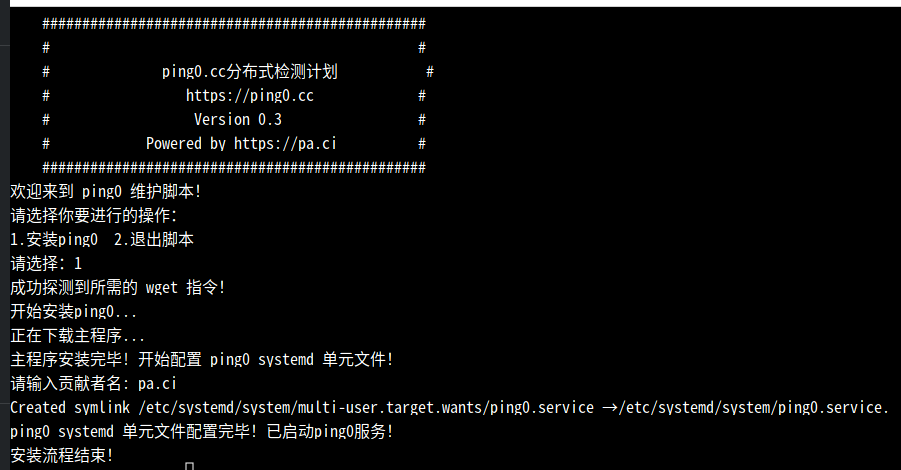 ################################################
#                                              #
#              ping0.cc分布式检测计划           #
#                 https://ping0.cc             #
#                  Version 0.3                 #
#            Powered by https://pa.ci          #
################################################
欢迎来到 ping0 维护脚本!
请选择你要进行的操作:
1.安装ping0  2.退出脚本
请选择: 1
成功探测到所需的 wget 指令!
开始安装ping0...
正在下载主程序...
主程序安装完毕! 开始配置 ping0 systemd 单元文件!
请输入贡献者名: pa.ci
Created symlink /etc/systemd/system/multi-user.target.wants/ping0.service →/etc/systemd/system/ping0.service.
ping0 systemd 单元文件配置完毕! 已启动ping0服务!
安装流程结束!